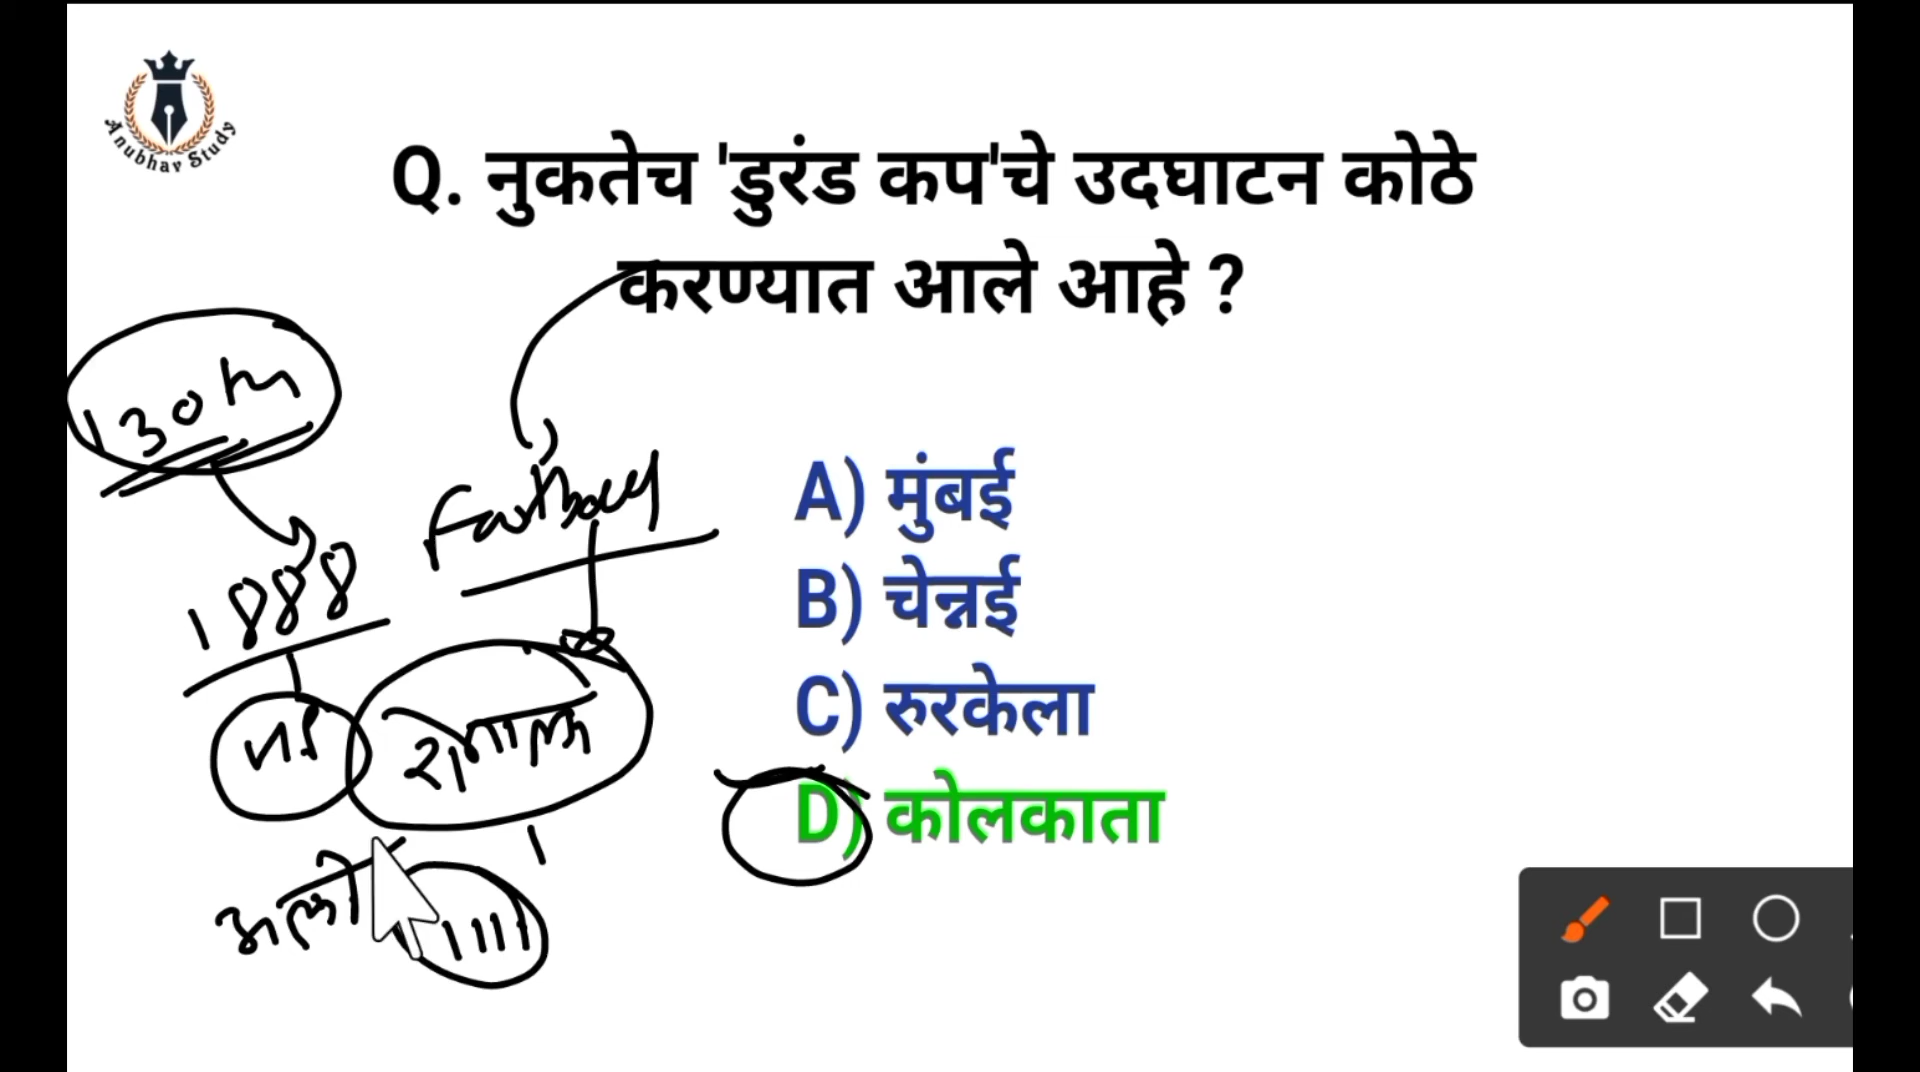 Anubhav Study
Q. नुकतेच 'डुरंड कप'चे उदघाटन कोठे
करण्यात आले आहे ?
130th
Football
1888
A) मुंबई
B) चेन्नई
C) रुरकेला
D) कोलकाता